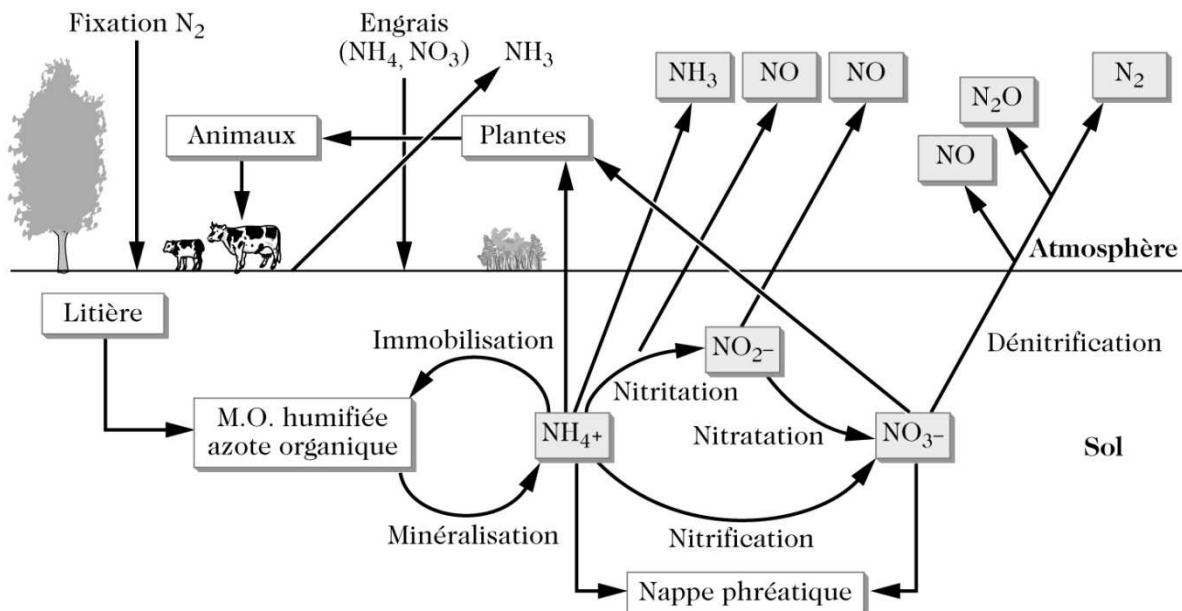 Fixation N₂
Engrais
(NH₄, NO₃)
NH₃
NH₃
NO
NO
N₂O
N₂
Animaux
Plantes
NO
Atmosphère
Litière
Immobilisation
NO₂–
Dénitrification
Nitritation
M.O. humifiée
azote organique
NH₄+
Nitratation
NO₃–
Sol
Minéralisation
Nitrification
Nappe phréatique